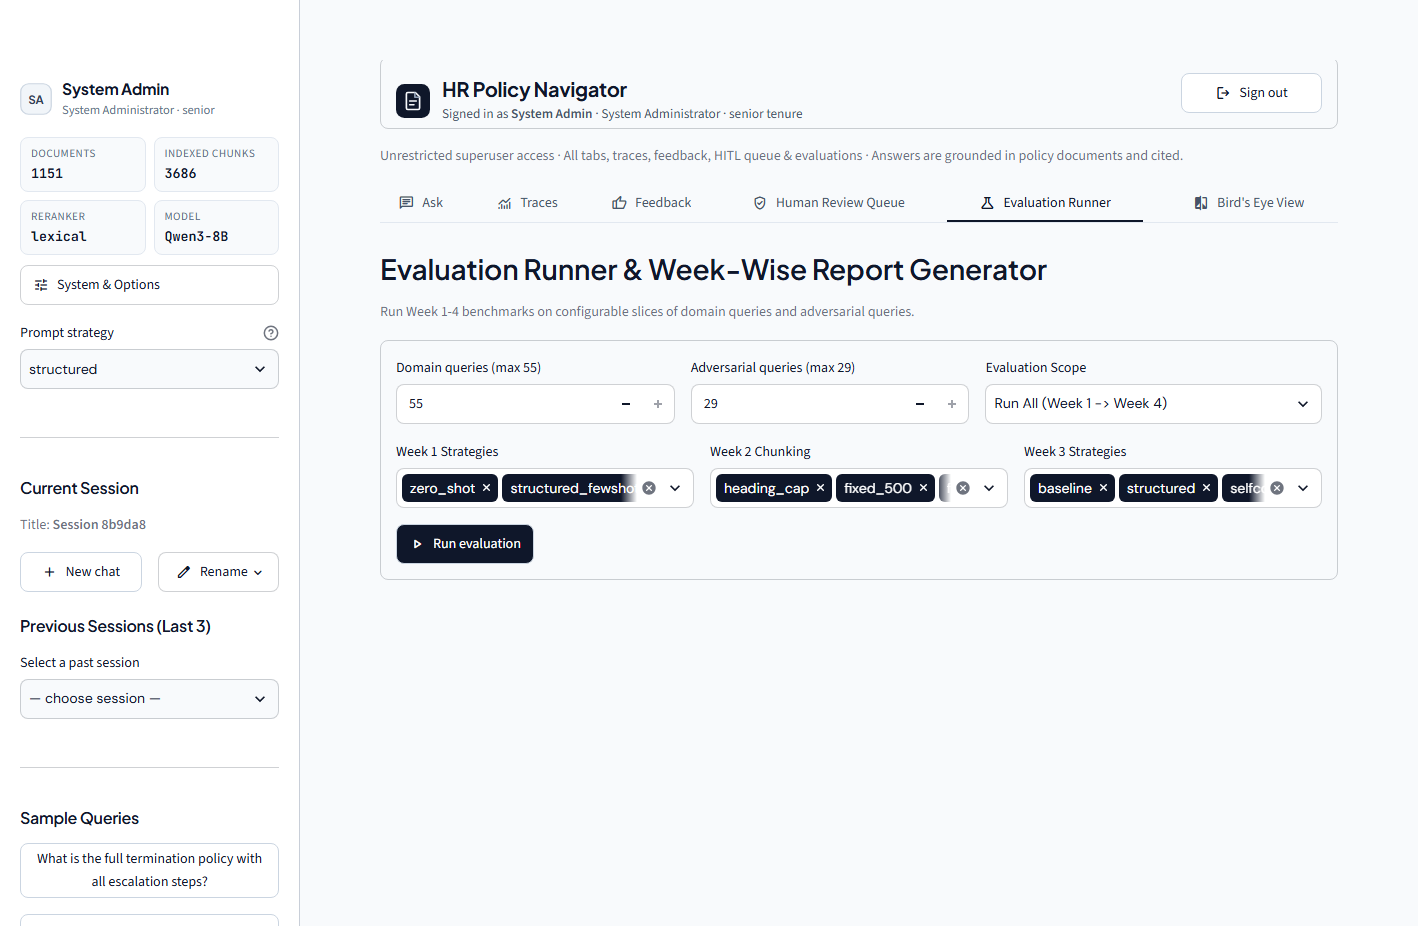 SA
System Admin
System Administrator · senior
DOCUMENTS
1151
INDEXED CHUNKS
3686
RERANKER
lexical
MODEL
Qwen3-8B
System & Options
Prompt strategy
structured
Current Session
Title: Session 8b9da8
New chat
Rename
Previous Sessions (Last 3)
Select a past session
— choose session —
Sample Queries
What is the full termination policy with
all escalation steps?
HR Policy Navigator
Signed in as System Admin · System Administrator · senior tenure
Sign out
Unrestricted superuser access · All tabs, traces, feedback, HITL queue & evaluations · Answers are grounded in policy documents and cited.
Ask
Traces
Feedback
Human Review Queue
Evaluation Runner
Bird's Eye View
Evaluation Runner & Week-Wise Report Generator
Run Week 1-4 benchmarks on configurable slices of domain queries and adversarial queries.
Domain queries (max 55)
55
Adversarial queries (max 29)
29
Evaluation Scope
Run All (Week 1 -> Week 4)
Week 1 Strategies
zero_shot
structured_fewsho
Week 2 Chunking
heading_cap
fixed_500
Week 3 Strategies
baseline
structured
selfc
Run evaluation